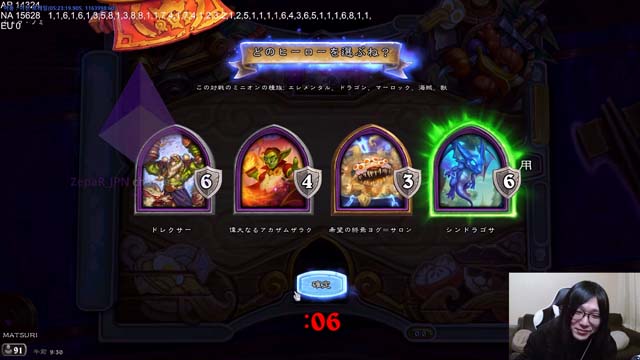 AP 14324
NA 15628 1,1,6,1,6,1,3,5,8,1,3,8,8,1,1,7,4,1,7,4,1,2,3,2,1,2,5,1,1,1,1,6,4,3,6,5,1,1,1,6,8,1,1,
EU 0
どのヒーローを選ぶね?
この対戦のミニオンの種族: エレメンタル、ドラゴン、マーロック、海賊、獣
6
4
3
6
用
ZepaR_JPN
ドレクサー
偉大なるアカザムザラク
希望の終焉ヨグ=サロン
シンドラゴサ
確定
:06
MATSURI
91
午前 9:30